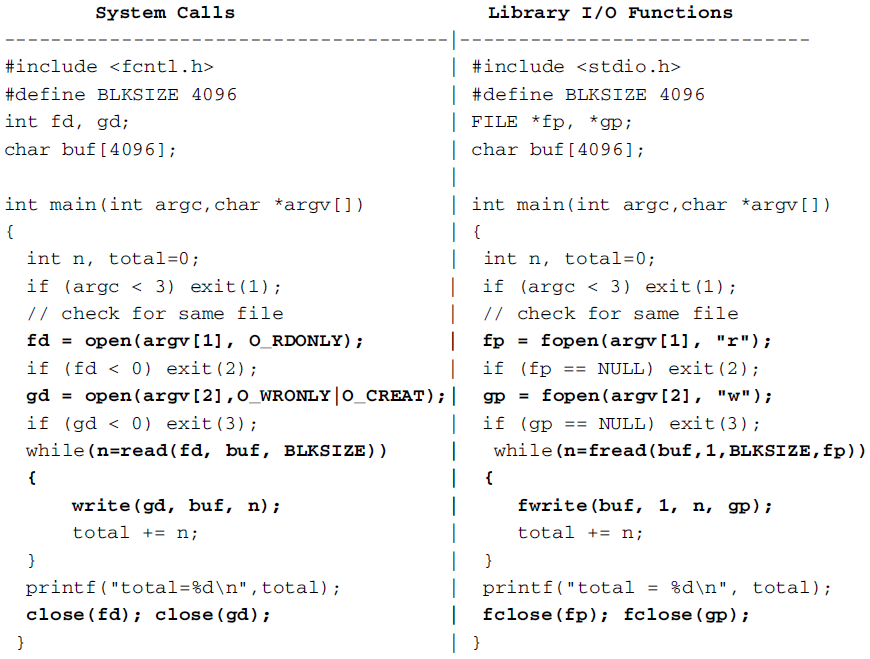 System Calls Library I/O Functions
--------------------------------------|------------------------------
#include <fcntl.h> | #include <stdio.h>
#define BLKSIZE 4096 | #define BLKSIZE 4096
int fd, gd; | FILE *fp, *gp;
char buf[4096]; | char buf[4096];
|
int main(int argc,char *argv[]) | int main(int argc,char *argv[])
{ | {
int n, total=0; | int n, total=0;
if (argc < 3) exit(1); | if (argc < 3) exit(1);
// check for same file | // check for same file
fd = open(argv[1], O_RDONLY); | fp = fopen(argv[1], "r");
if (fd < 0) exit(2); | if (fp == NULL) exit(2);
gd = open(argv[2],O_WRONLY|O_CREAT);| gp = fopen(argv[2], "w");
if (gd < 0) exit(3); | if (gp == NULL) exit(3);
while(n=read(fd, buf, BLKSIZE)) | while(n=fread(buf,1,BLKSIZE,fp))
{ | {
write(gd, buf, n); | fwrite(buf, 1, n, gp);
total += n; | total += n;
} | }
printf("total=%d\n",total); | printf("total = %d\n", total);
close(fd); close(gd); | fclose(fp); fclose(gp);
} | }